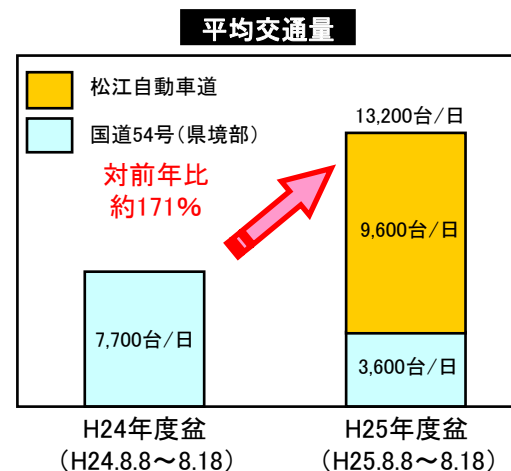 平均交通量
松江自動車道
国道54号(県境部)
対前年比
約171%
13,200台/日
9,600台/日
7,700台/日
3,600台/日
H24年度盆
(H24.8.8～8.18)
H25年度盆
(H25.8.8～8.18)